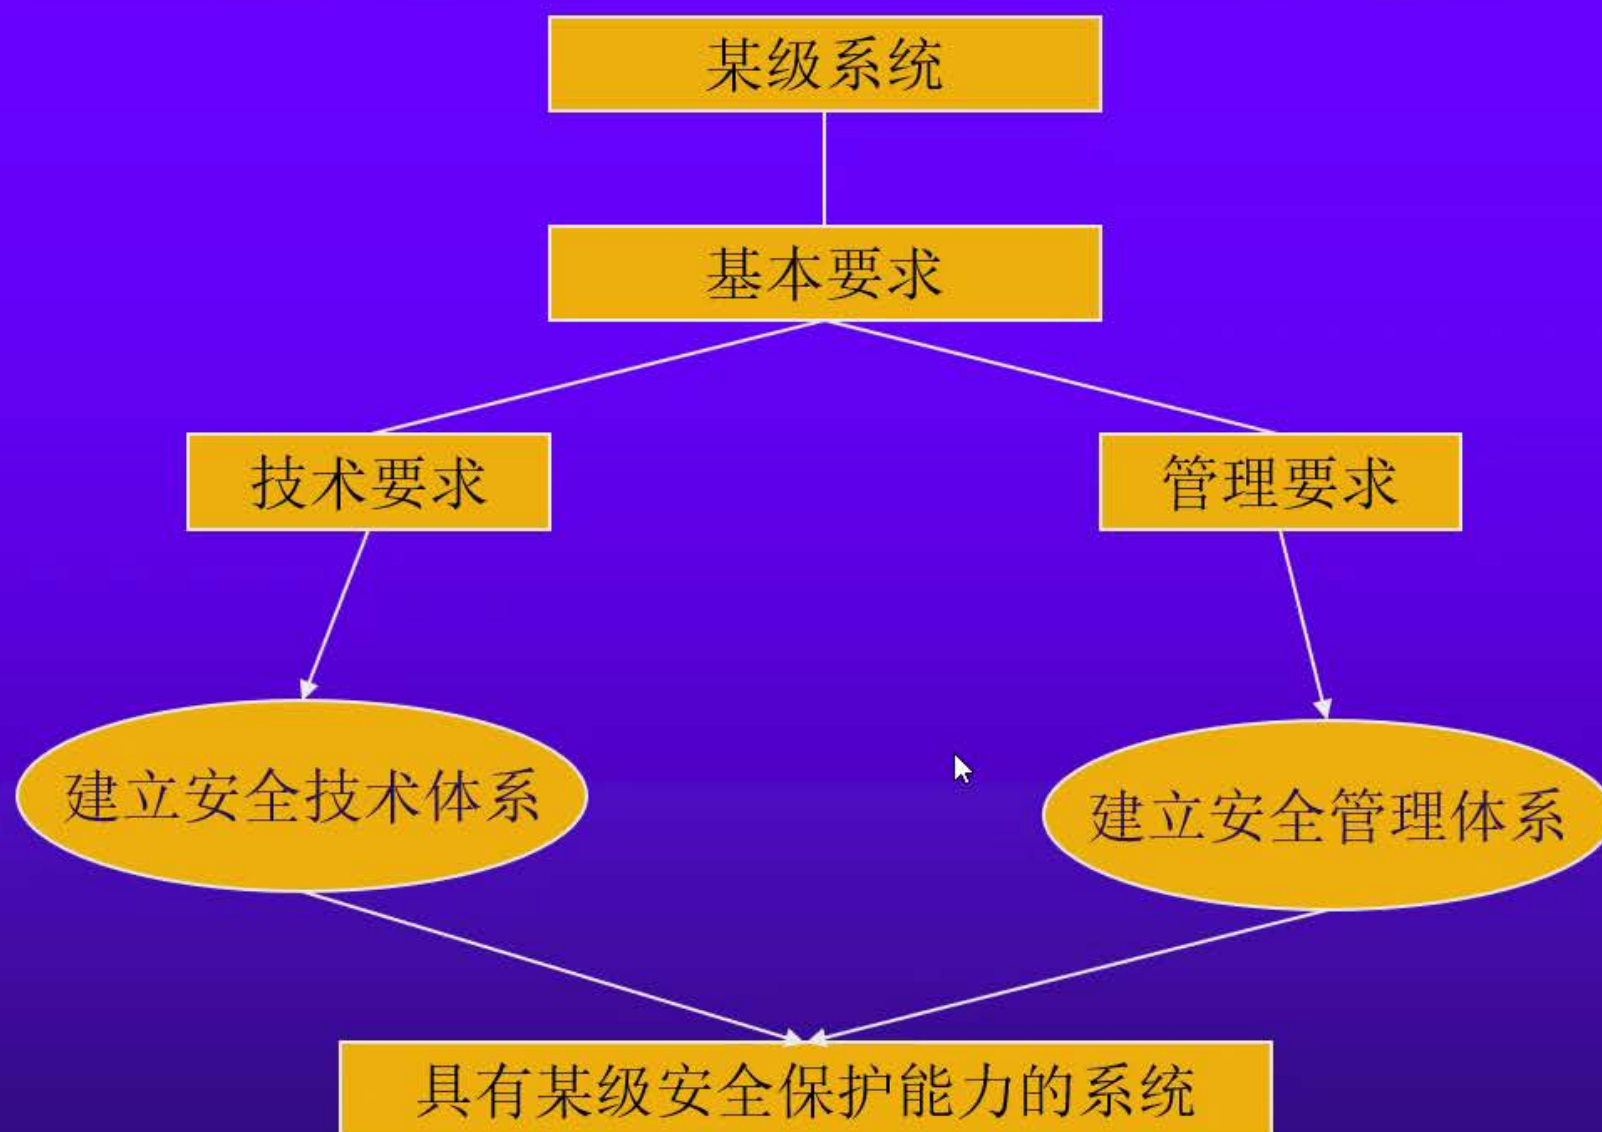 某级系统
基本要求
技术要求
管理要求
建立安全技术体系
建立安全管理体系
具有某级安全保护能力的系统